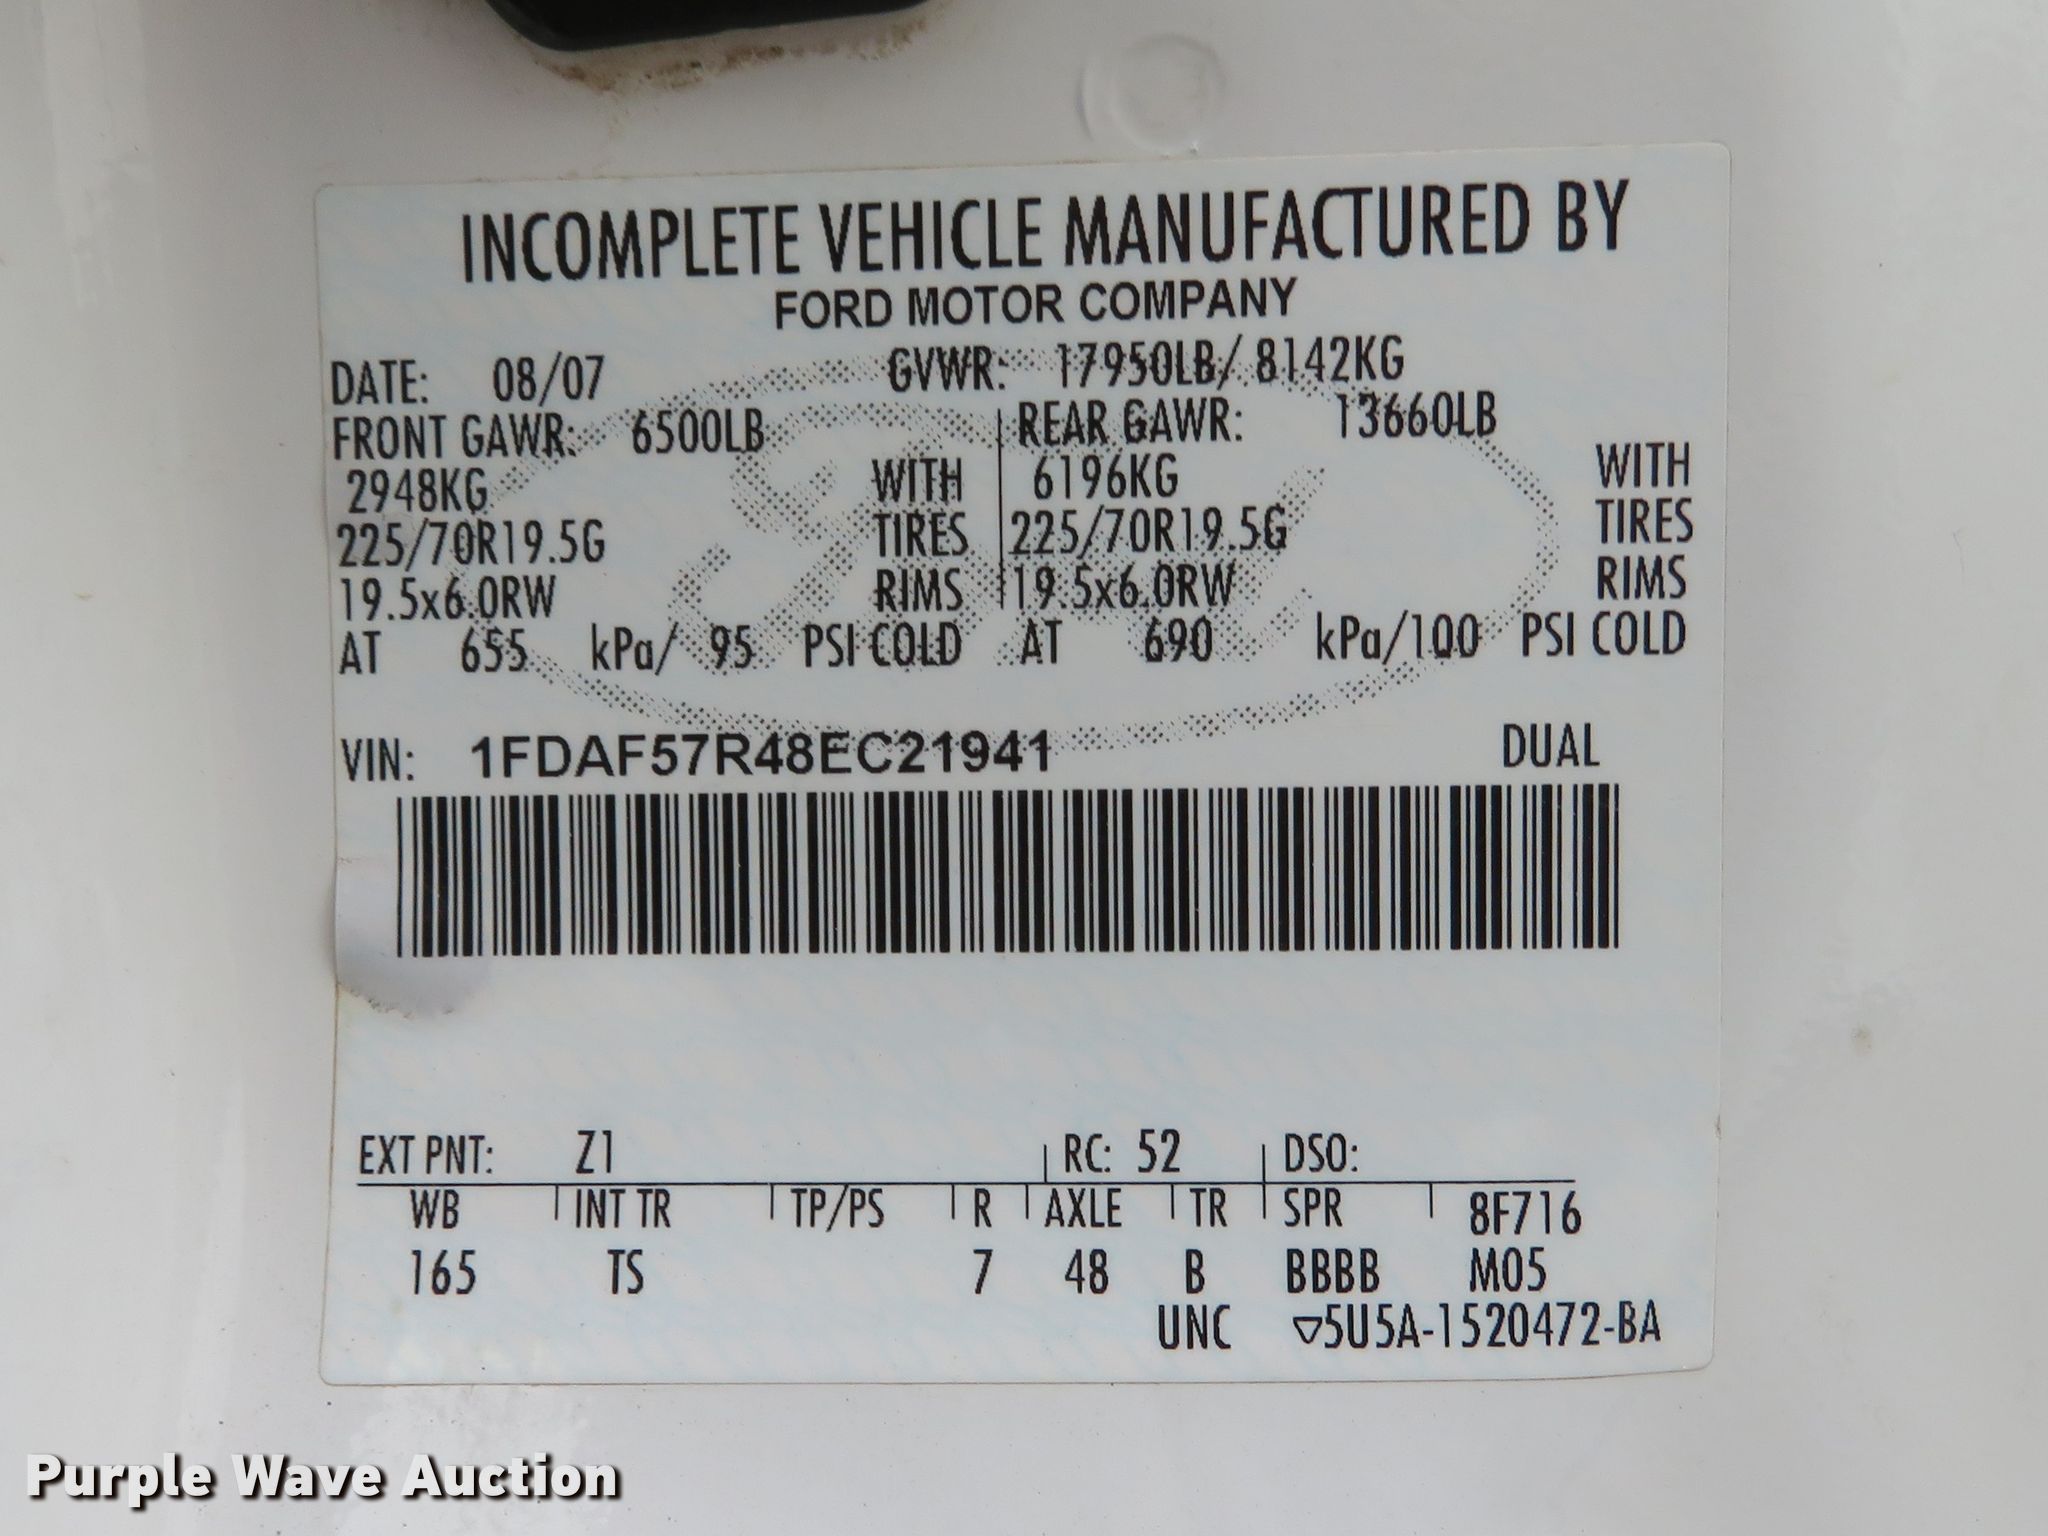 INCOMPLETE VEHICLE MANUFACTURED BY
FORD MOTOR COMPANY
DATE: 08/07 GVWR: 17950LB/ 8142KG
FRONT GAWR: 6500LB REAR GAWR: 13660LB
2948KG WITH 6196KG WITH
225/70R19.5G TIRES 225/70R19.5G TIRES
19.5x6.0RW RIMS 19.5x6.0RW RIMS
AT 655 kPa/ 95 PSI COLD AT 690 kPa/100 PSI COLD
VIN: 1FDAF57R48EC21941 DUAL
EXT PNT: Z1 RC: 52 DSO:
WB INT TR TP/PS R AXLE TR SPR 8F716
165 TS 7 48 B BBBB M05
UNC ▽5U5A-1520472-BA
Purple Wave Auction